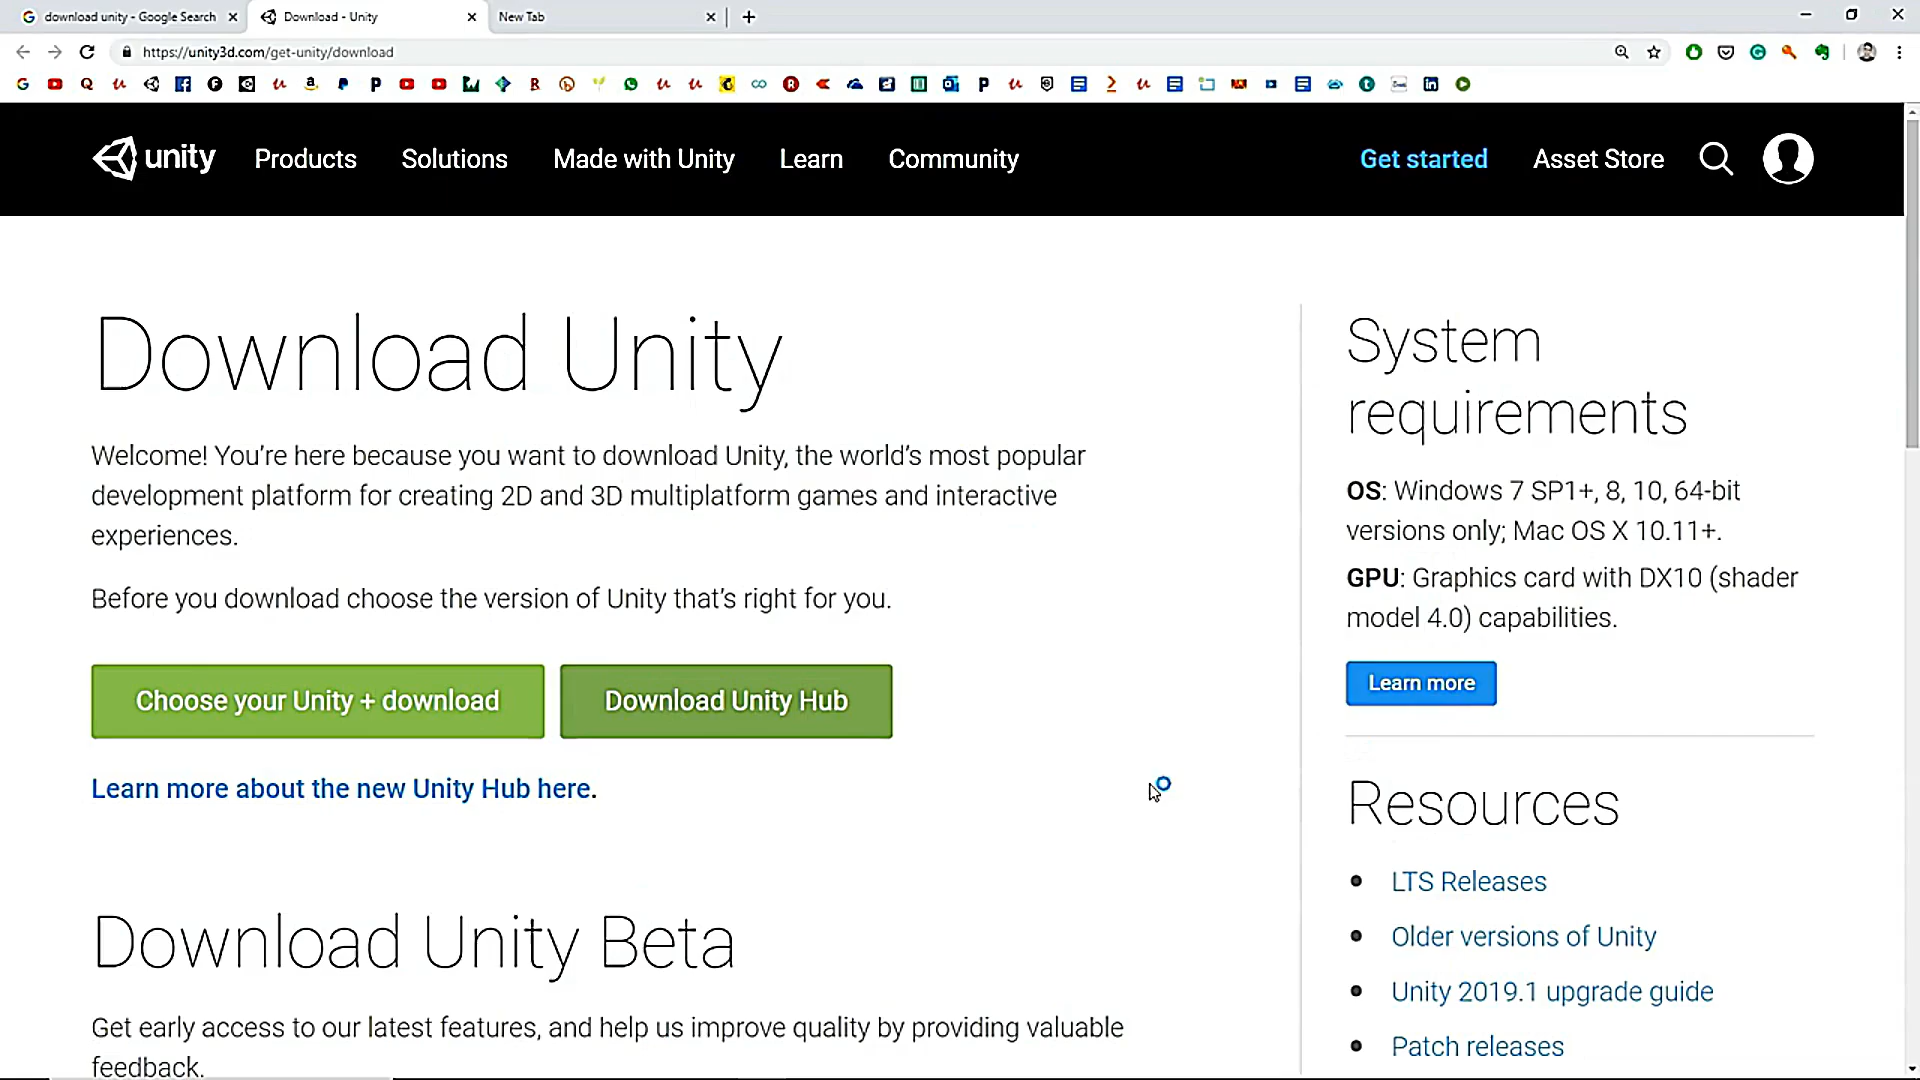 download unity - Google Search
Download - Unity
New Tab
https://unity3d.com/get-unity/download
unity
Products
Solutions
Made with Unity
Learn
Community
Get started
Asset Store
Download Unity
Welcome! You're here because you want to download Unity, the world's most popular
development platform for creating 2D and 3D multiplatform games and interactive
experiences.
Before you download choose the version of Unity that's right for you.
Choose your Unity + download
Download Unity Hub
Learn more about the new Unity Hub here.
Download Unity Beta
Get early access to our latest features, and help us improve quality by providing valuable
feedback.
System
requirements
OS: Windows 7 SP1+, 8, 10, 64-bit
versions only; Mac OS X 10.11+.
GPU: Graphics card with DX10 (shader
model 4.0) capabilities.
Learn more
Resources
LTS Releases
Older versions of Unity
Unity 2019.1 upgrade guide
Patch releases